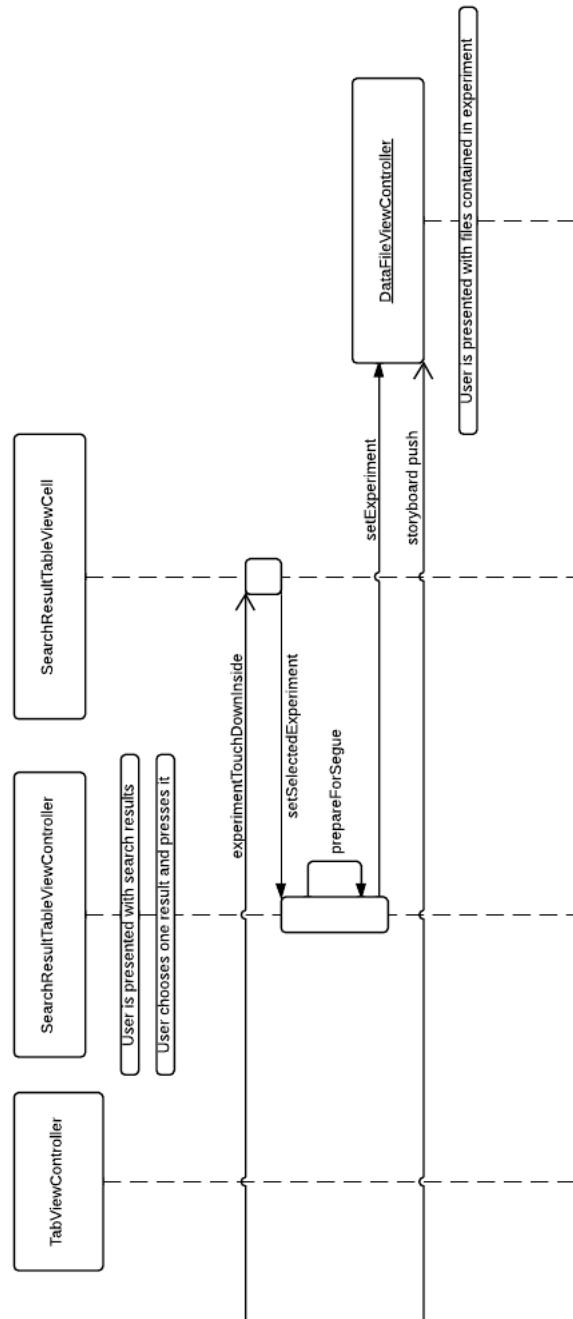 TabViewController
SearchResultTableViewController
SearchResultTableViewCell
User is presented with search results
User chooses one result and presses it
experimentTouchDownInside
setSelectedExperiment
prepareForSegue
setExperiment
DataFileViewController
storyboard push
User is presented with files contained in experiment